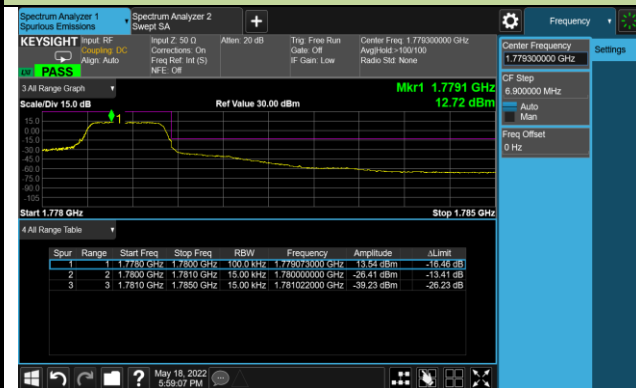 Spectrum Analyzer 1
Spurious Emissions
Spectrum Analyzer 2
Swept SA
Frequency
KEYSIGHT
Input: RF
Coupling: DC
Align: Auto
Input Z: 50 Ω
Corrections: On
Freq Ref: Int (S)
NFE: Off
Atten: 20 dB
Trig: Free Run
Gate: Off
IF Gain: Low
Center Freq: 1.779300000 GHz
Avg|Hold:>100/100
Radio Std: None
PASS
Center Frequency
1.779300000 GHz
Settings
CF Step
6.900000 MHz
Auto
Man
Freq Offset
0 Hz
3 All Range Graph
Mkr1 1.7791 GHz
Scale/Div 15.0 dB
Ref Value 30.00 dBm
12.72 dBm
1
15.0
0.00
-15.0
-30.0
-45.0
-60.0
-75.0
-90.0
-105
Start 1.778 GHz
Stop 1.785 GHz
4 All Range Table
Spur Range Start Freq Stop Freq RBW Frequency Amplitude ΔLimit
1 1 1.7780 GHz 1.7800 GHz 100.0 kHz 1.779073000 GHz 13.54 dBm -16.46 dB
2 2 1.7800 GHz 1.7810 GHz 15.00 kHz 1.780000000 GHz -26.41 dBm -13.41 dB
3 3 1.7810 GHz 1.7850 GHz 15.00 kHz 1.781022000 GHz -39.23 dBm -26.23 dB
May 18, 2022
5:59:07 PM